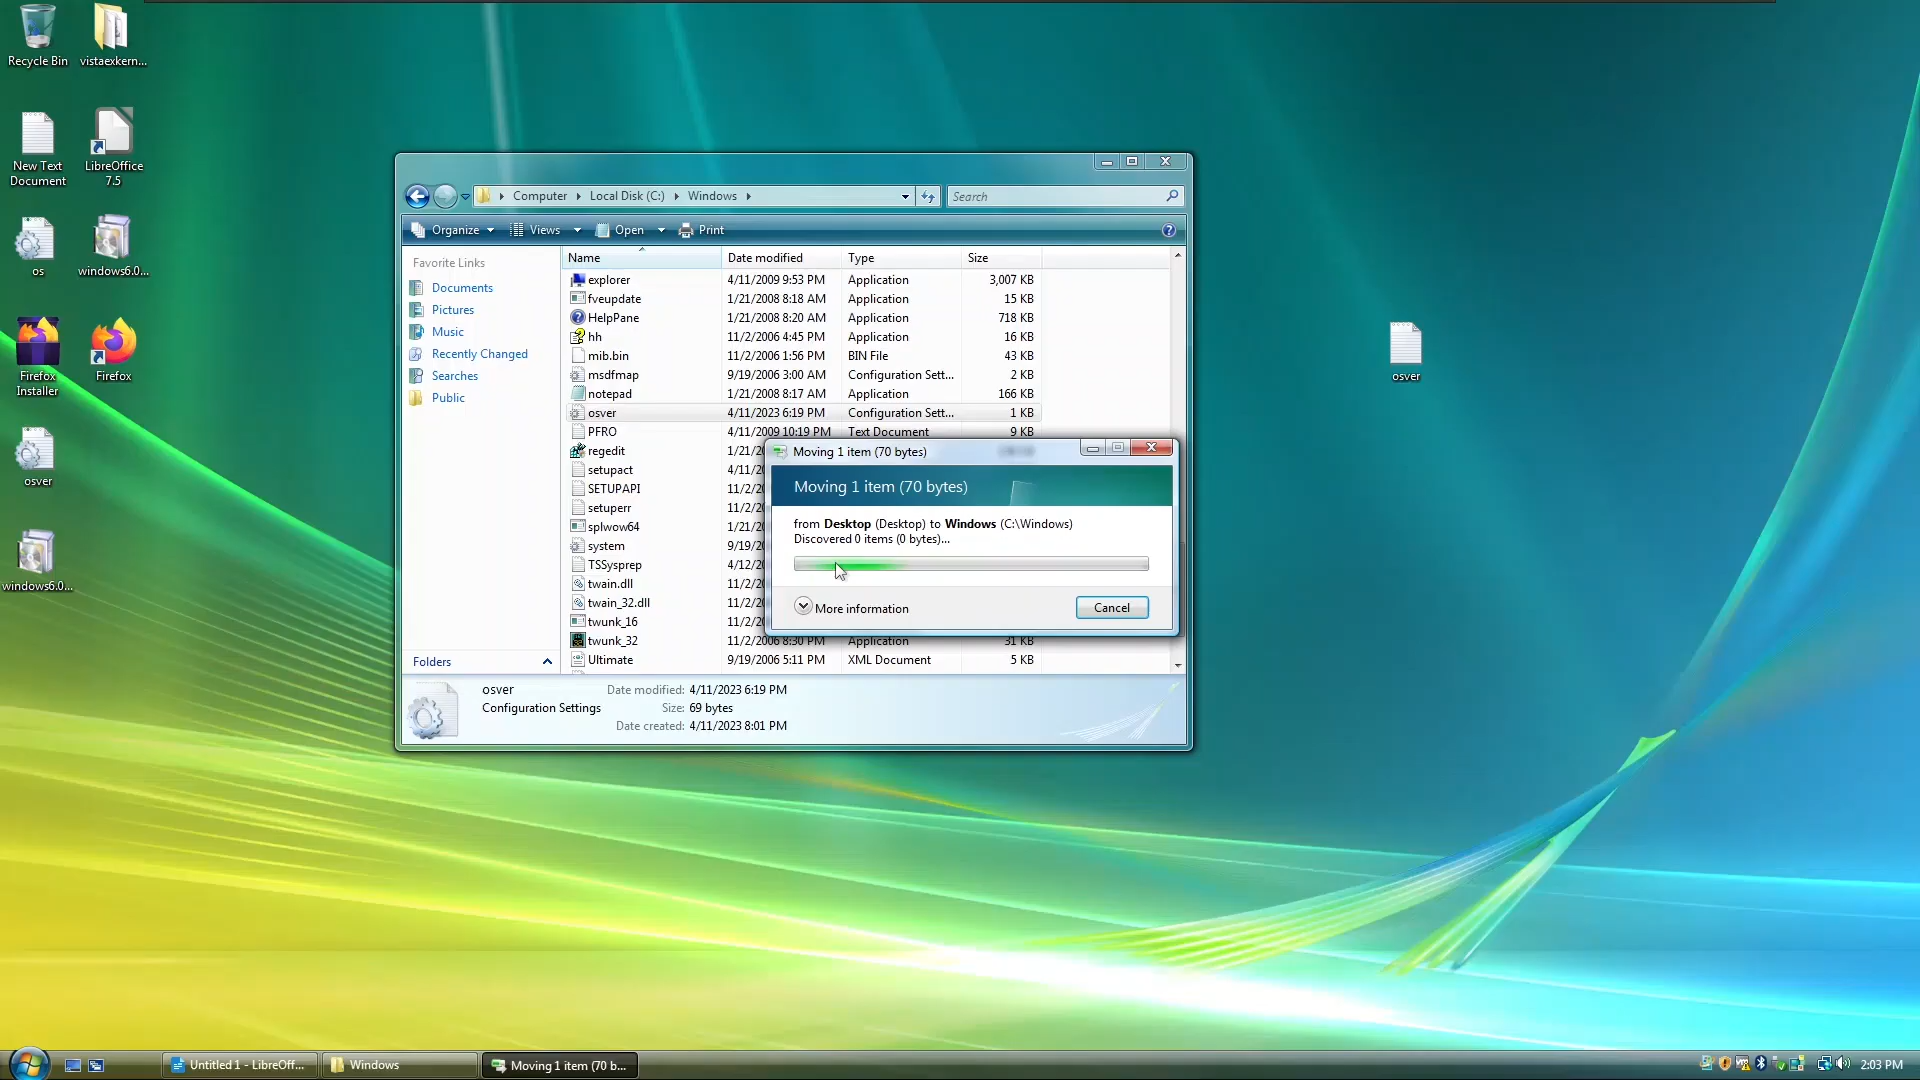 Recycle Bin
vistaexkern...
New Text
Document
LibreOffice
7.5
os
windows6.0...
Firefox
Installer
Firefox
osver
windows6.0...
osver
Computer
Local Disk (C:)
Windows
Search
Organize
Views
Open
Print
Favorite Links
Documents
Pictures
Music
Recently Changed
Searches
Public
Folders
Name Date modified Type Size
explorer 4/11/2009 9:53 PM Application 3,007 KB
fveupdate 1/21/2008 8:18 AM Application 15 KB
HelpPane 1/21/2008 8:20 AM Application 718 KB
hh 11/2/2006 4:45 PM Application 16 KB
mib.bin 11/2/2006 1:56 PM BIN File 43 KB
msdfmap 9/19/2006 3:00 AM Configuration Sett... 2 KB
notepad 1/21/2008 8:17 AM Application 166 KB
osver 4/11/2023 6:19 PM Configuration Sett... 1 KB
PFRO 4/11/2009 10:19 PM Text Document 9 KB
regedit 1/21/2
setupact 4/11/
SETUPAPI 11/2/
setuperr 11/2/
splwow64 1/21/
system 9/19/
TSSysprep 4/12/
twain.dll 11/2/
twain_32.dll 11/2/
twunk_16 11/2/
twunk_32 11/2/2006 8:30 PM Application 31 KB
Ultimate 9/19/2006 5:11 PM XML Document 5 KB
Moving 1 item (70 bytes)
Moving 1 item (70 bytes)
from Desktop (Desktop) to Windows (C:\Windows)
Discovered 0 items (0 bytes)...
More information
Cancel
osver Date modified: 4/11/2023 6:19 PM
Configuration Settings Size: 69 bytes
Date created: 4/11/2023 8:01 PM
Untitled 1 - LibreOff...
Windows
Moving 1 item (70 b...
2:03 PM